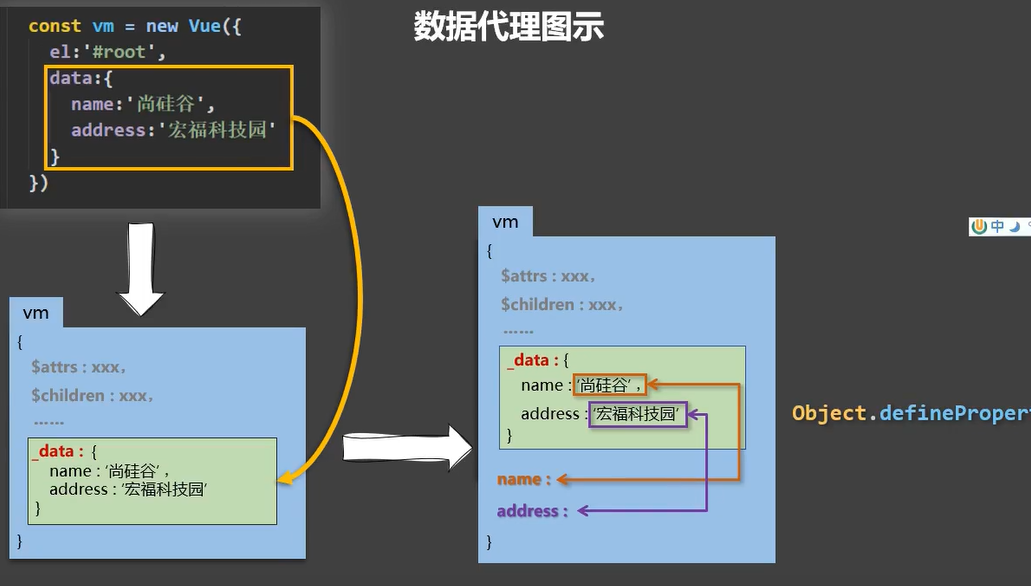 数据代理图示
const vm = new Vue({
el:'#root',
data:{
name:'尚硅谷',
address:'宏福科技园'
}
})
vm
{
$attrs : xxx,
$children : xxx,
……
_data : {
name : '尚硅谷' ,
address : '宏福科技园'
}
}
vm
{
$attrs : xxx,
$children : xxx,
……
_data : {
name : '尚硅谷' ,
address : '宏福科技园'
}
name :
address :
}
Object.definePropert
中